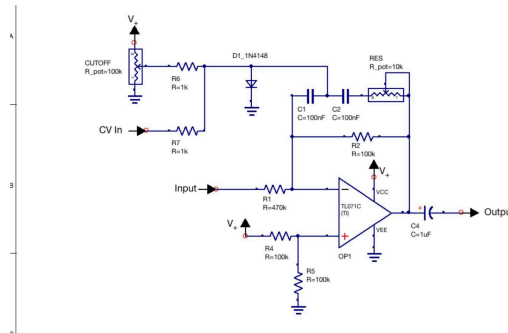 V+
CUTOFF
R_pot=100k
R6
R=1k
D1_1N4148
RES
R_pot=10k
C1
C=100nF
C2
C=100nF
CV In
R7
R=1k
R2
R=100k
Input
R1
R=470k
V+
VCC
TL071C
(TI)
VEE
OP1
V+
R4
R=100k
R5
R=100k
C4
C=1uF
Outpu
A
B